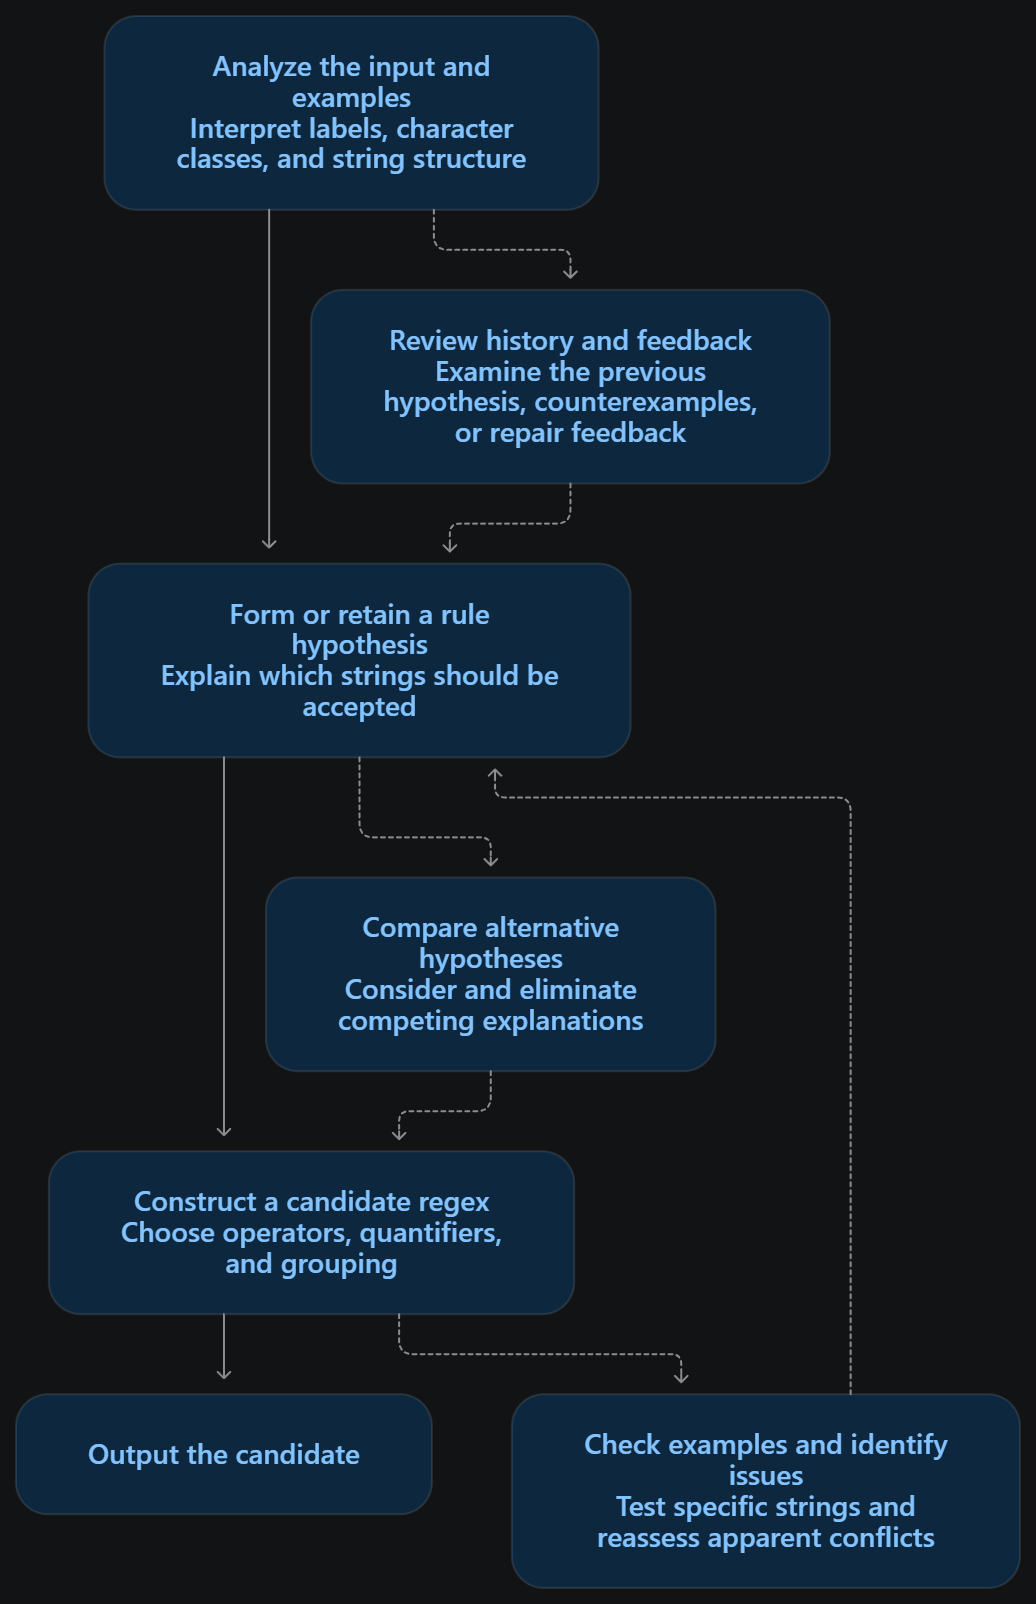 Analyze the input and
examples
Interpret labels, character
classes, and string structure
Review history and feedback
Examine the previous
hypothesis, counterexamples,
or repair feedback
Form or retain a rule
hypothesis
Explain which strings should be
accepted
Compare alternative
hypotheses
Consider and eliminate
competing explanations
Construct a candidate regex
Choose operators, quantifiers,
and grouping
Output the candidate
Check examples and identify
issues
Test specific strings and
reassess apparent conflicts